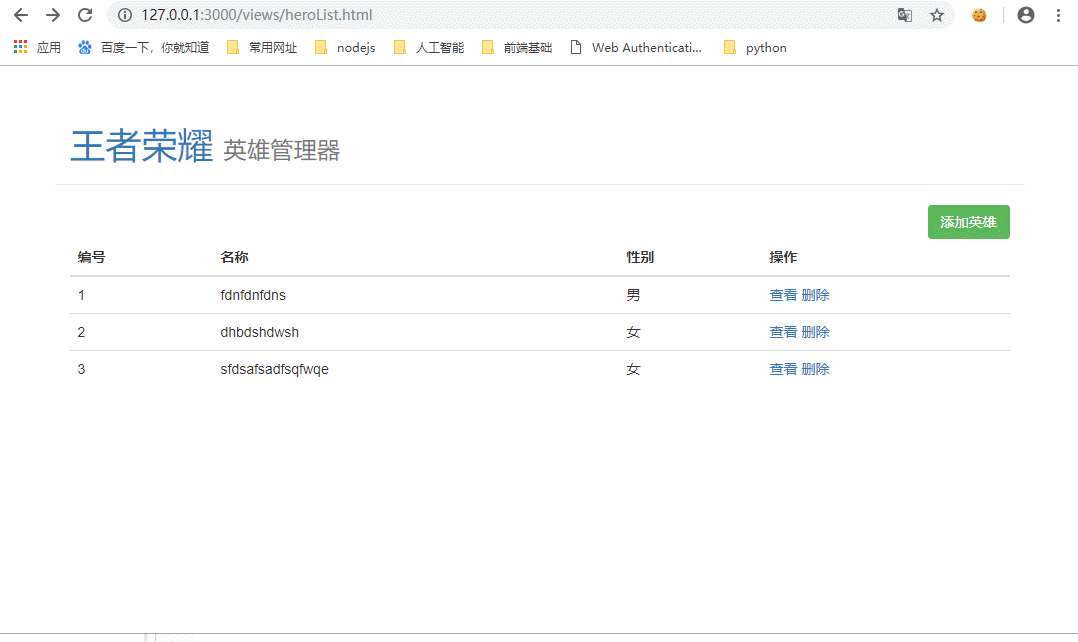 127.0.0.1:3000/views/heroList.html
应用 百度一下，你就知道 常用网址 nodejs 人工智能 前端基础 Web Authenticati... python
王者荣耀 英雄管理器
添加英雄
编号 名称 性别 操作
1 fdnfdnfdns 男 查看 删除
2 dhbdshdwsh 女 查看 删除
3 sfdsafsadfsqfwqe 女 查看 删除